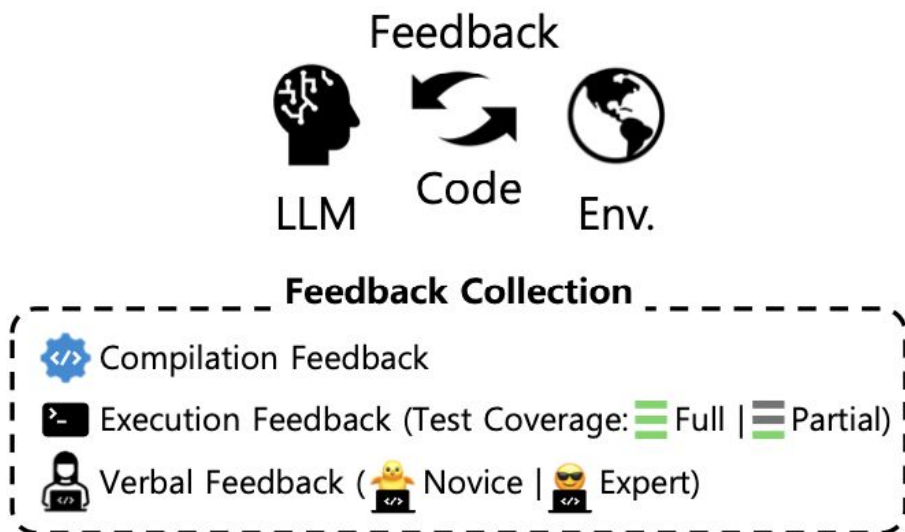 Feedback
Code
LLM
Env.
Feedback Collection
</> Compilation Feedback
>_ Execution Feedback (Test Coverage: Full | Partial)
</> Verbal Feedback (</> Novice | </> Expert)